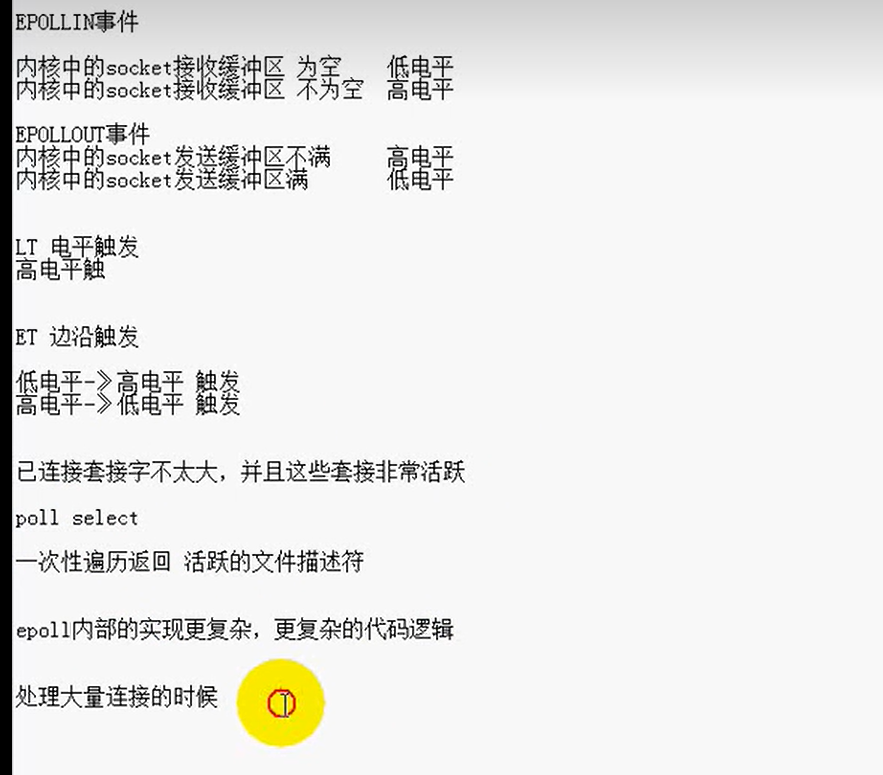 EPOLLIN事件
内核中的socket接收缓冲区 为空 低电平
内核中的socket接收缓冲区 不为空 高电平
EPOLLOUT事件
内核中的socket发送缓冲区不满 高电平
内核中的socket发送缓冲区满 低电平
LT 电平触发
高电平触
ET 边沿触发
低电平->高电平 触发
高电平->低电平 触发
已连接套接字不太大，并且这些套接非常活跃
poll select
一次性遍历返回 活跃的文件描述符
epoll内部的实现更复杂，更复杂的代码逻辑
处理大量连接的时候